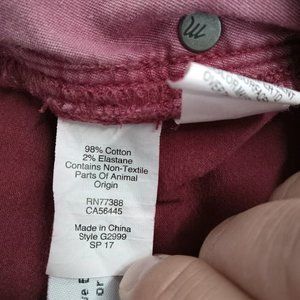 98% Cotton
2% Elastane
Contains Non-Textile
Parts Of Animal
Origin
RN77388
CA56445
Made in China
Style G2999
SP 17